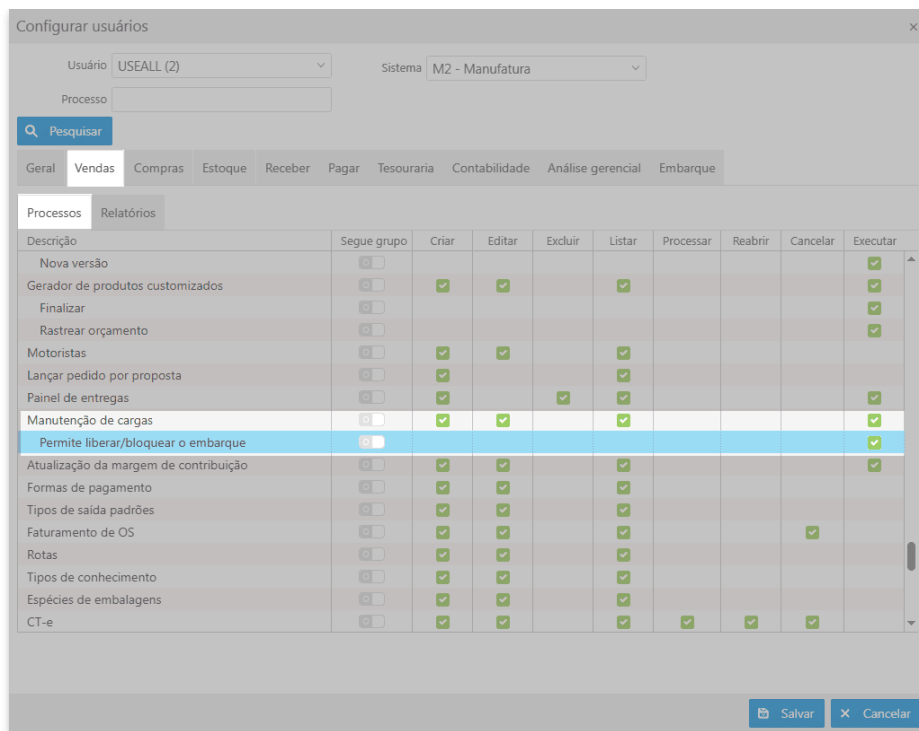 Configurar usuários
Usuário USEALL (2) Sistema M2 - Manufatura
Processo
Pesquisar
Geral Vendas Compras Estoque Receber Pagar Tesouraria Contabilidade Análise gerencial Embarque
Processos Relatórios
Descrição Segue grupo Criar Editar Excluir Listar Processar Reabrir Cancelar Executar
Nova versão
Gerador de produtos customizados
Finalizar
Rastrear orçamento
Motoristas
Lançar pedido por proposta
Painel de entregas
Manutenção de cargas
Permite liberar/bloquear o embarque
Atualização da margem de contribuição
Formas de pagamento
Tipos de saída padrões
Faturamento de OS
Rotas
Tipos de conhecimento
Espécies de embalagens
CT-e
Salvar Cancelar